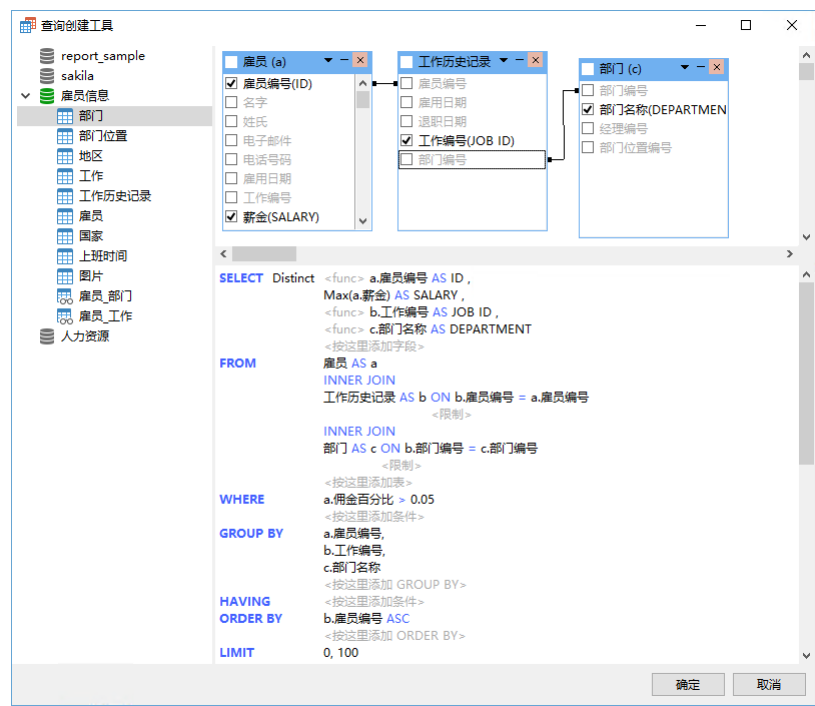 查询创建工具
report_sample
sakila
雇员信息
部门
部门位置
地区
工作
工作历史记录
雇员
国家
上班时间
图片
雇员_部门
雇员_工作
人力资源
雇员 (a)
雇员编号(ID)
名字
姓氏
电子邮件
电话号码
雇用日期
工作编号
薪金(SALARY)
工作历史记录
雇员编号
雇用日期
退职日期
工作编号(JOB ID)
部门编号
部门 (c)
部门编号
部门名称(DEPARTMEN
经理编号
部门位置编号
SELECT Distinct <func> a.雇员编号 AS ID ,
Max(a.薪金) AS SALARY ,
<func> b.工作编号 AS JOB ID ,
<func> c.部门名称 AS DEPARTMENT
<按这里添加字段>
FROM 雇员 AS a
INNER JOIN
工作历史记录 AS b ON b.雇员编号 = a.雇员编号
<限制>
INNER JOIN
部门 AS c ON b.部门编号 = c.部门编号
<限制>
<按这里添加表>
WHERE a.佣金百分比 > 0.05
<按这里添加条件>
GROUP BY a.雇员编号,
b.工作编号,
c.部门名称
<按这里添加 GROUP BY>
HAVING <按这里添加条件>
ORDER BY b.雇员编号 ASC
<按这里添加 ORDER BY>
LIMIT 0, 100
确定 取消